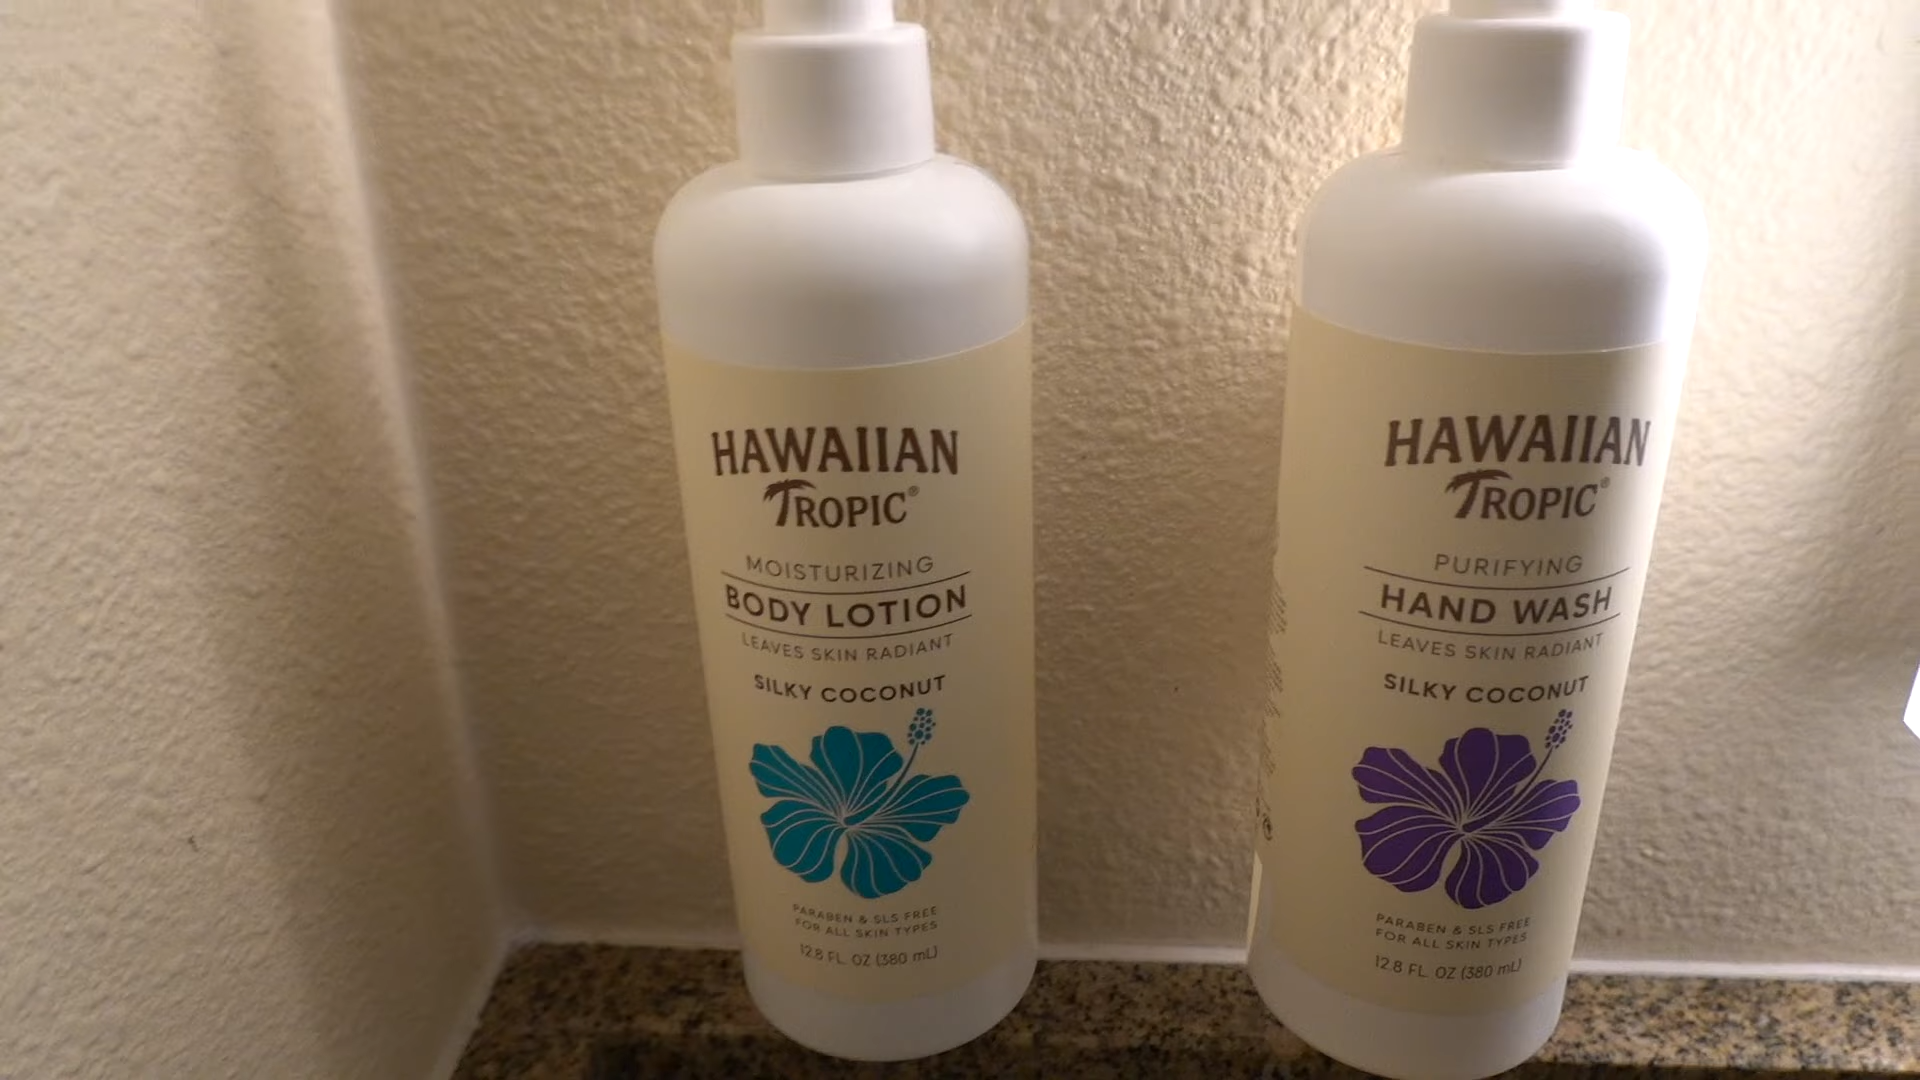 HAWAIIAN
TROPIC®
MOISTURIZING
BODY LOTION
LEAVES SKIN RADIANT
SILKY COCONUT
PARABEN & SLS FREE
FOR ALL SKIN TYPES
12.8 FL. OZ (380 mL)
HAWAIIAN
TROPIC®
PURIFYING
HAND WASH
LEAVES SKIN RADIANT
SILKY COCONUT
PARABEN & SLS FREE
FOR ALL SKIN TYPES
12.8 FL. OZ (380 mL)